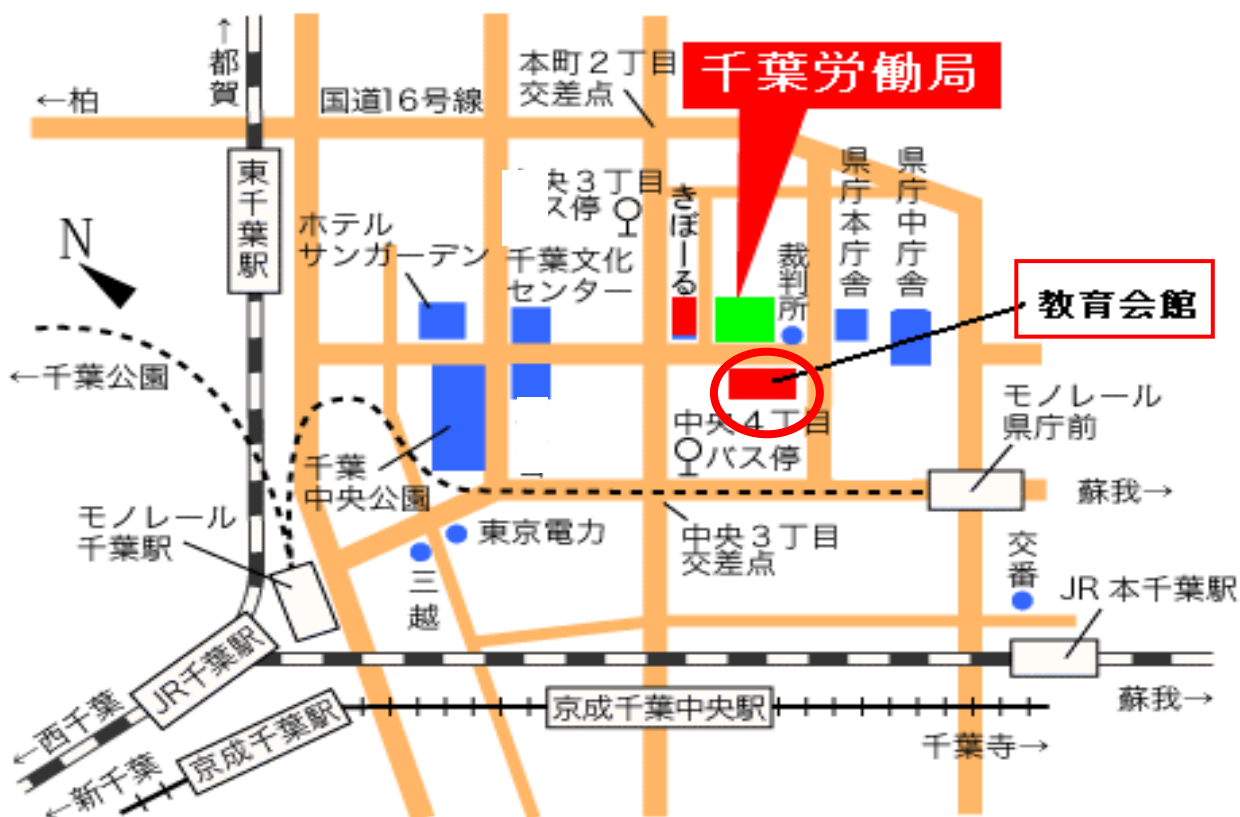 ↑都賀
本町２丁目
交差点
千葉労働局
←柏
国道16号線
東千葉駅
央３丁目
ス停
きぼーる
県庁本庁舎
県庁中庁舎
N
ホテル
サンガーデン
千葉文化
センター
裁判所
教育会館
←千葉公園
モノレール
県庁前
中央４丁目
バス停
千葉
中央公園
蘇我→
モノレール
千葉駅
東京電力
中央３丁目
交差点
三越
交番
JR 本千葉駅
JR千葉駅
←西千葉
京成千葉駅
京成千葉中央駅
蘇我→
千葉寺→
←新千葉